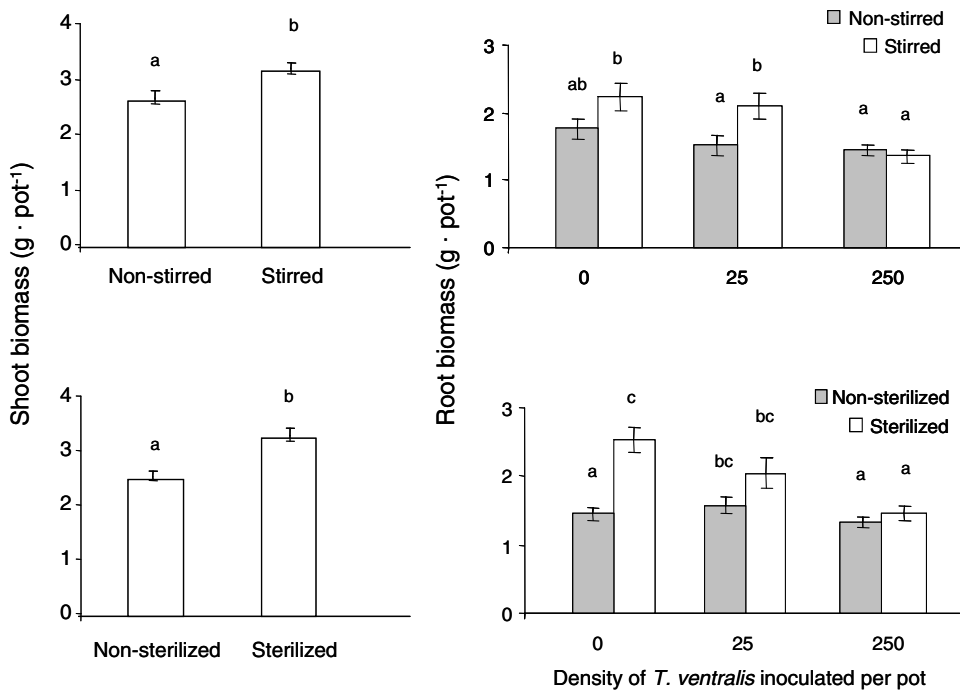 Shoot biomass (g · pot-1)
4
3
2
1
0
a
b
Non-stirred
Stirred
4
3
2
1
0
a
b
Non-sterilized
Sterilized
Root biomass (g · pot-1)
Non-stirred
Stirred
3
2
1
0
ab
b
a
b
a
a
0
25
250
Non-sterilized
Sterilized
3
2
1
0
a
c
bc
bc
a
a
0
25
250
Density of T. ventralis inoculated per pot